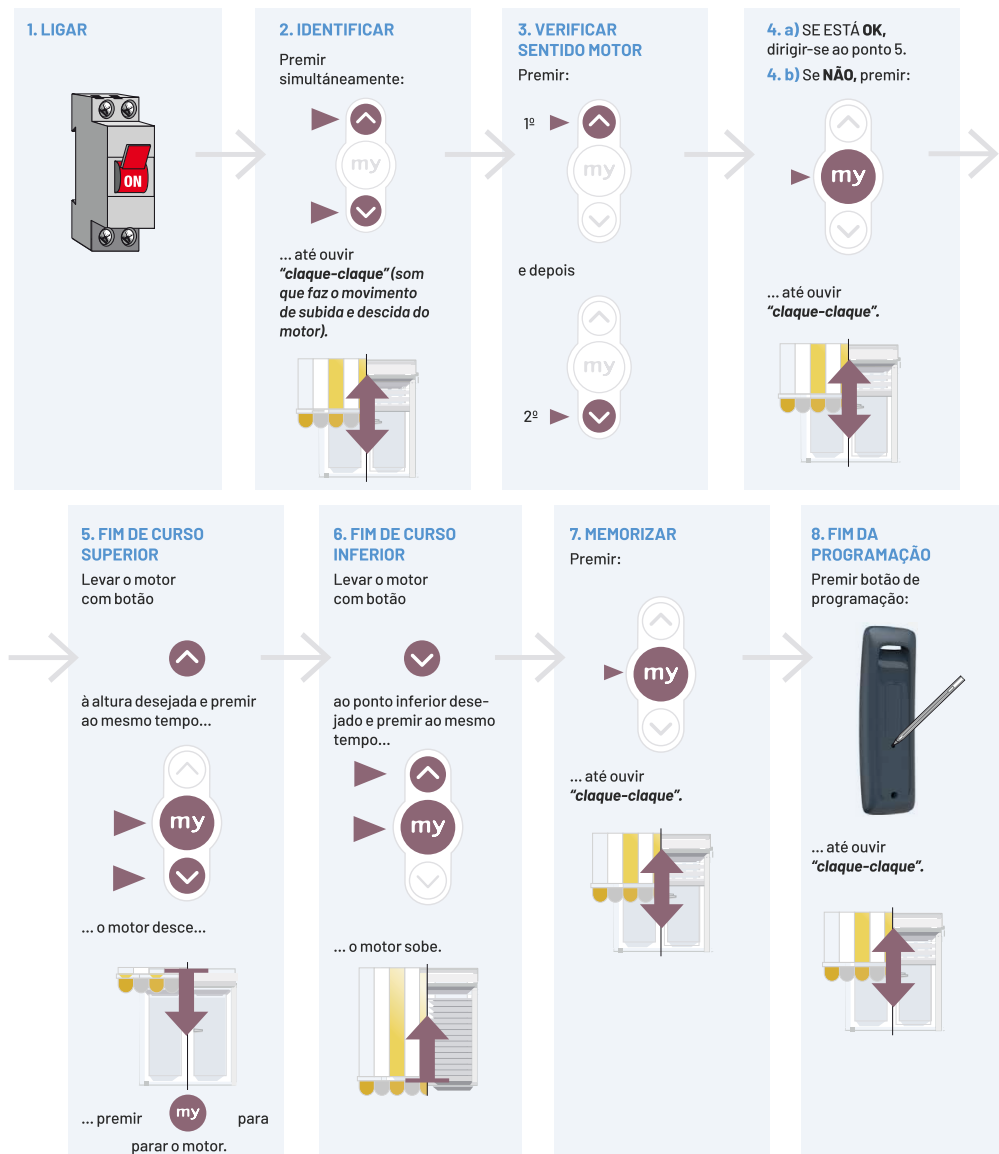 1. LIGAR
ON
2. IDENTIFICAR
Premir
simultáneamente:
my
... até ouvir
“claque-claque” (som
que faz o movimento
de subida e descida do
motor).
3. VERIFICAR
SENTIDO MOTOR
Premir:
1º
my
e depois
my
2º
4. a) SE ESTÁ OK,
dirigir-se ao ponto 5.
4. b) Se NÃO, premir:
my
... até ouvir
“claque-claque”.
5. FIM DE CURSO
SUPERIOR
Levar o motor
com botão
à altura desejada e premir
ao mesmo tempo...
my
... o motor desce...
... premir my para
parar o motor.
6. FIM DE CURSO
INFERIOR
Levar o motor
com botão
ao ponto inferior dese-
jado e premir ao mesmo
tempo...
my
... o motor sobe.
7. MEMORIZAR
Premir:
my
... até ouvir
“claque-claque”.
8. FIM DA
PROGRAMAÇÃO
Premir botão de
programação:
... até ouvir
“claque-claque”.